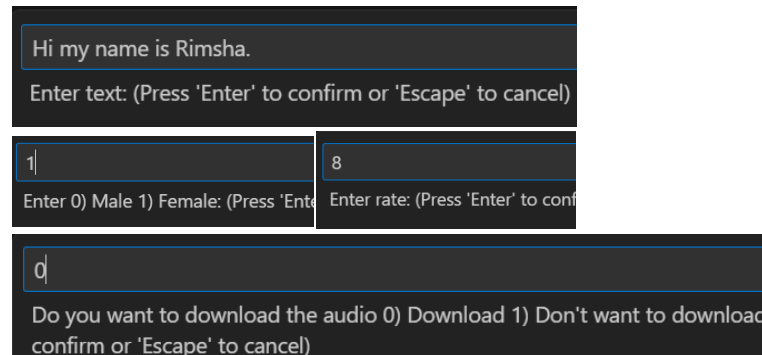 Hi my name is Rimsha.
Enter text: (Press 'Enter' to confirm or 'Escape' to cancel)
1
Enter 0) Male 1) Female: (Press 'Ente
8
Enter rate: (Press 'Enter' to conf
0
Do you want to download the audio 0) Download 1) Don't want to download
confirm or 'Escape' to cancel)